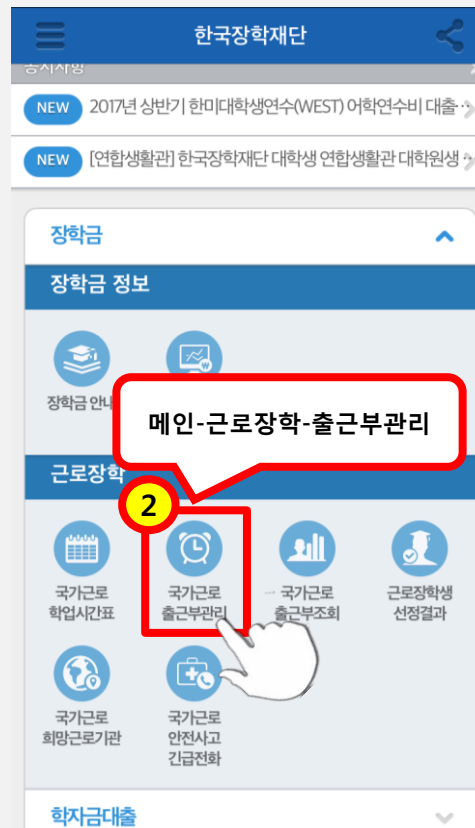 한국장학재단
공지사항
NEW 2017년 상반기 한미대학생연수(WEST) 어학연수비 대출…
NEW [연합생활관] 한국장학재단 대학생 연합생활관 대학원생 …
장학금
장학금 정보
장학금 안내
메인-근로장학-출근부관리
근로장학
2
국가근로
학업시간표
국가근로
출근부관리
국가근로
출근부조회
근로장학생
선정결과
국가근로
희망근로기관
국가근로
안전사고
긴급전화
학자금대출